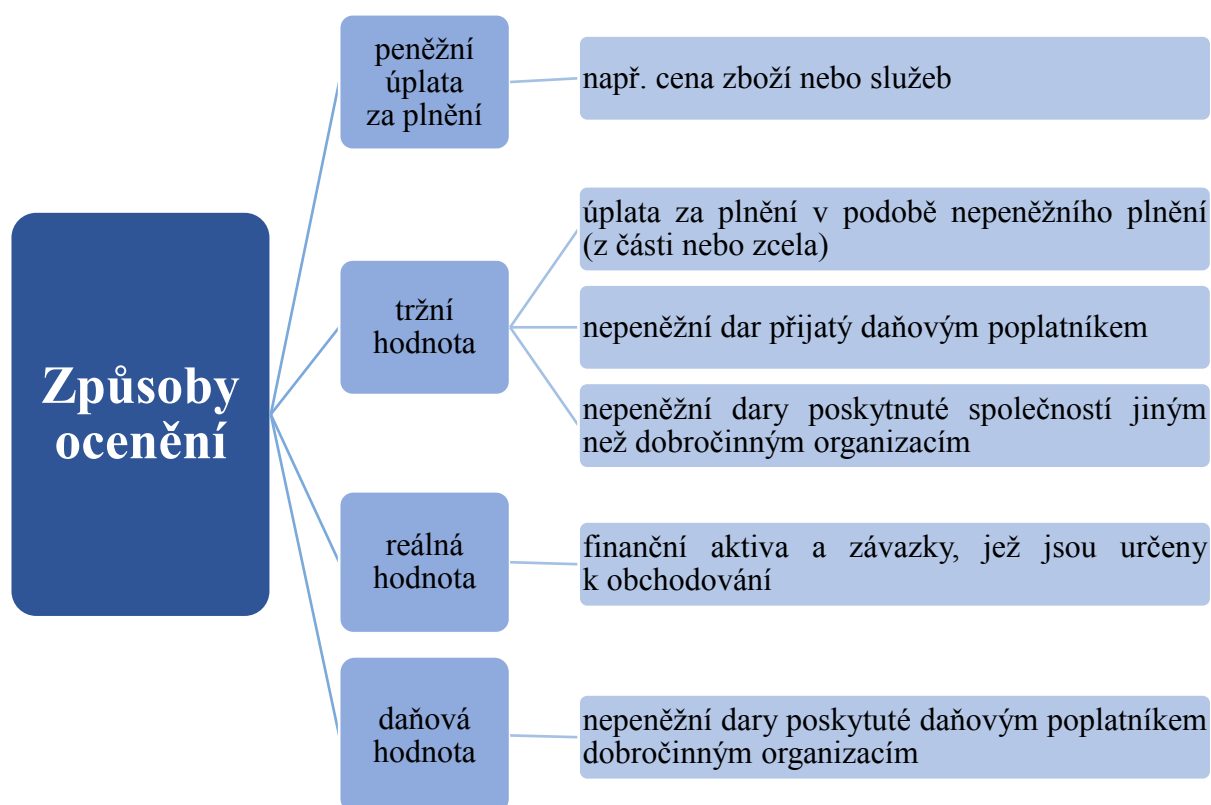 peněžní
úplata
za plnění
např. cena zboží nebo služeb
Způsoby
ocenění
tržní
hodnota
úplata za plnění v podobě nepeněžního plnění
(z části nebo zcela)
nepeněžní dar přijatý daňovým poplatníkem
nepeněžní dary poskytnuté společností jiným
než dobročinným organizacím
reálná
hodnota
finanční aktiva a závazky, jež jsou určeny
k obchodování
daňová
hodnota
nepeněžní dary poskytuté daňovým poplatníkem
dobročinným organizacím